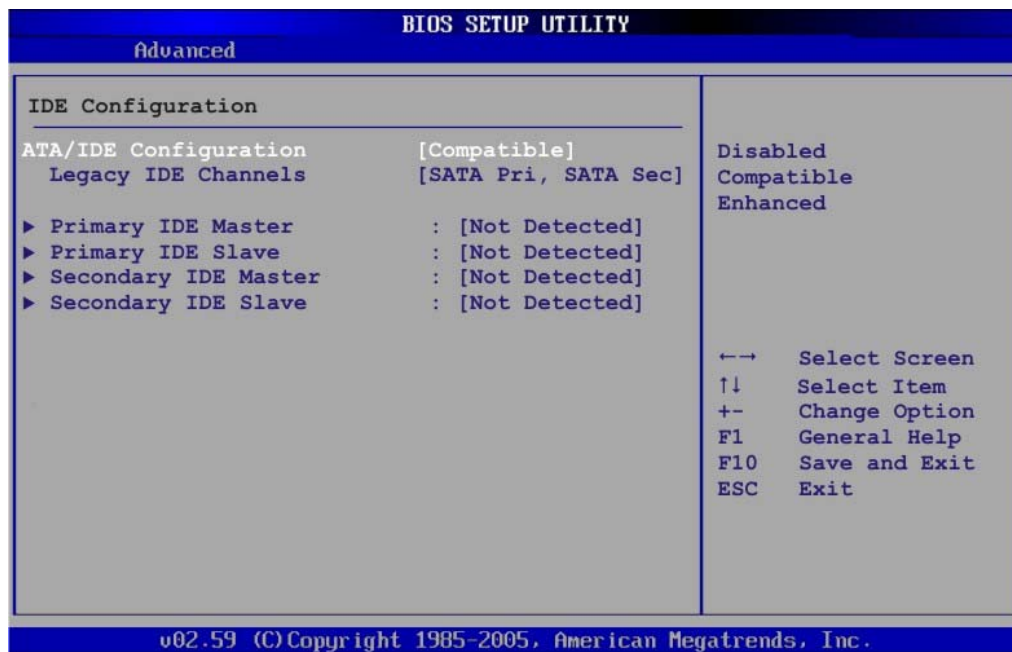 BIOS SETUP UTILITY
Advanced
IDE Configuration
ATA/IDE Configuration [Compatible]
Legacy IDE Channels [SATA Pri, SATA Sec]
▶ Primary IDE Master : [Not Detected]
▶ Primary IDE Slave : [Not Detected]
▶ Secondary IDE Master : [Not Detected]
▶ Secondary IDE Slave : [Not Detected]
Disabled
Compatible
Enhanced
←→ Select Screen
↑↓ Select Item
+- Change Option
F1 General Help
F10 Save and Exit
ESC Exit
v02.59 (C)Copyright 1985-2005, American Megatrends, Inc.